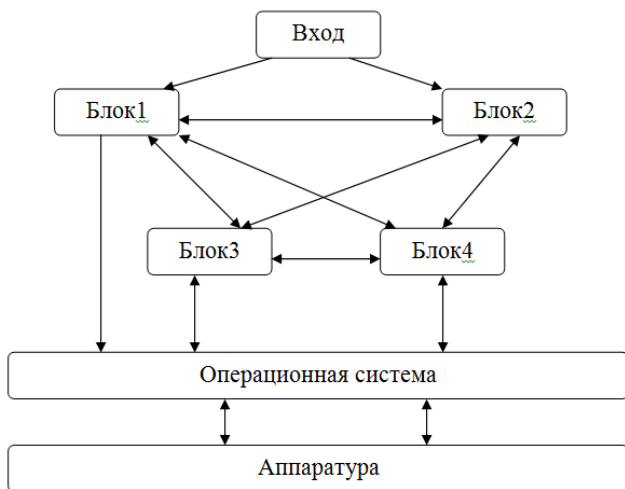 Вход
Блок1
Блок2
Блок3
Блок4
Операционная система
Аппаратура